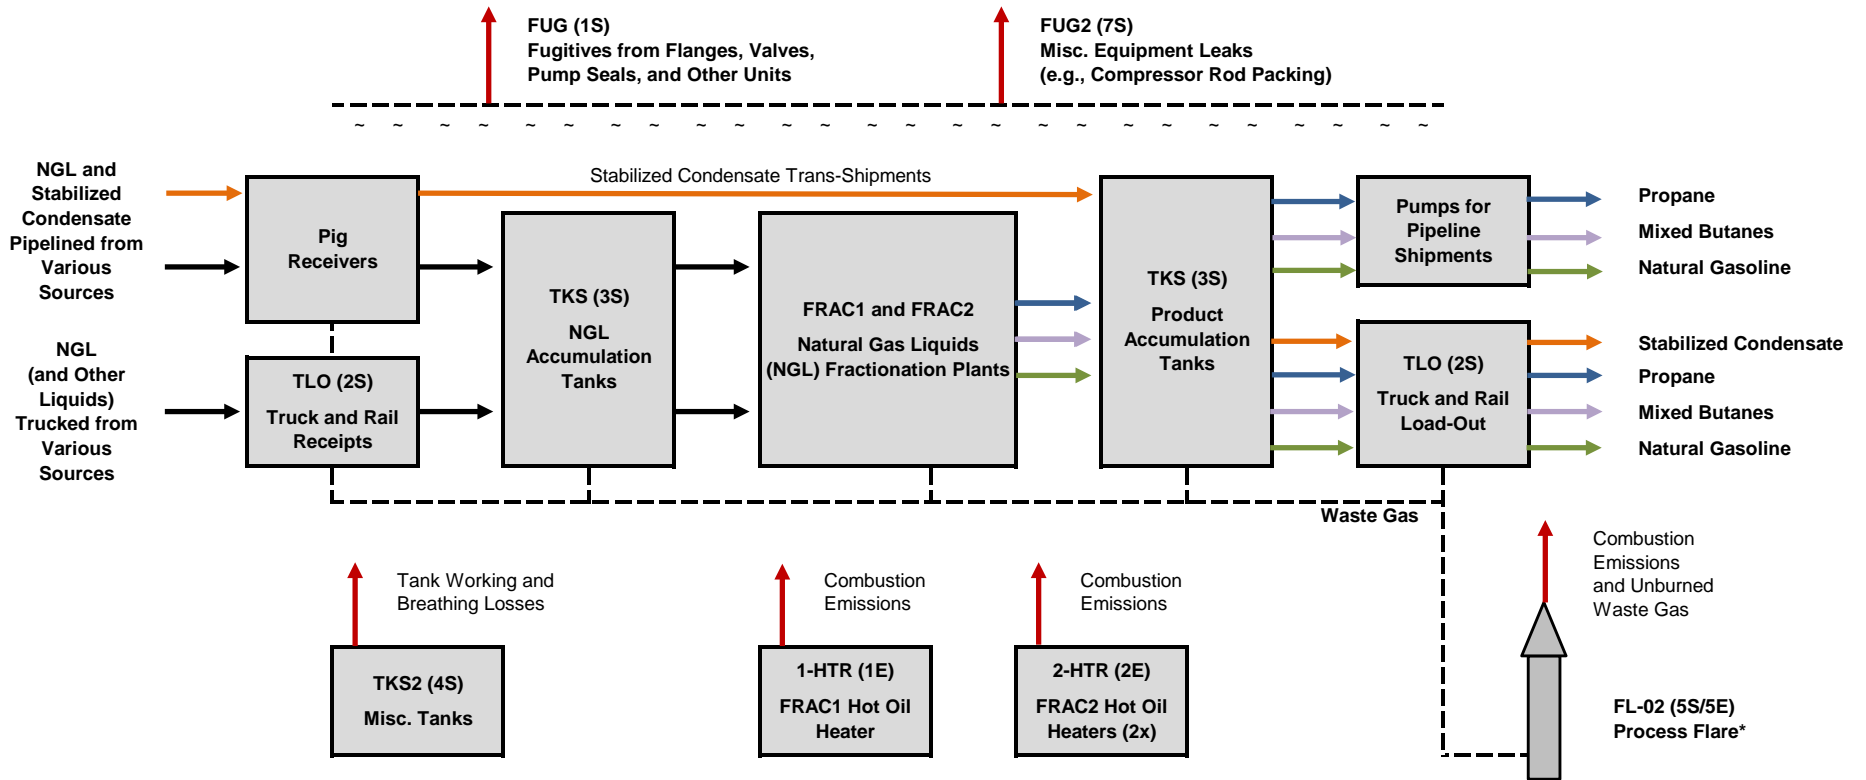 FUG (1S)
Fugitives from Flanges, Valves,
Pump Seals, and Other Units
FUG2 (7S)
Misc. Equipment Leaks
(e.g., Compressor Rod Packing)
~ ~ ~ ~ ~ ~ ~ ~ ~ ~ ~ ~ ~ ~ ~ ~ ~ ~ ~ ~ ~ ~ ~ ~ ~ ~
NGL and
Stabilized
Condensate
Pipelined from
Various
Sources
NGL
(and Other
Liquids)
Trucked from
Various
Sources
Pig
Receivers
TLO (2S)
Truck and Rail
Receipts
Stabilized Condensate Trans-Shipments
TKS (3S)
NGL
Accumulation
Tanks
FRAC1 and FRAC2
Natural Gas Liquids
(NGL) Fractionation Plants
TKS (3S)
Product
Accumulation
Tanks
Pumps for
Pipeline
Shipments
TLO (2S)
Truck and Rail
Load-Out
Propane
Mixed Butanes
Natural Gasoline
Stabilized Condensate
Propane
Mixed Butanes
Natural Gasoline
Waste Gas
Tank Working and
Breathing Losses
TKS2 (4S)
Misc. Tanks
Combustion
Emissions
1-HTR (1E)
FRAC1 Hot Oil
Heater
Combustion
Emissions
2-HTR (2E)
FRAC2 Hot Oil
Heaters (2x)
Combustion
Emissions
and Unburned
Waste Gas
FL-02 (5S/5E)
Process Flare*